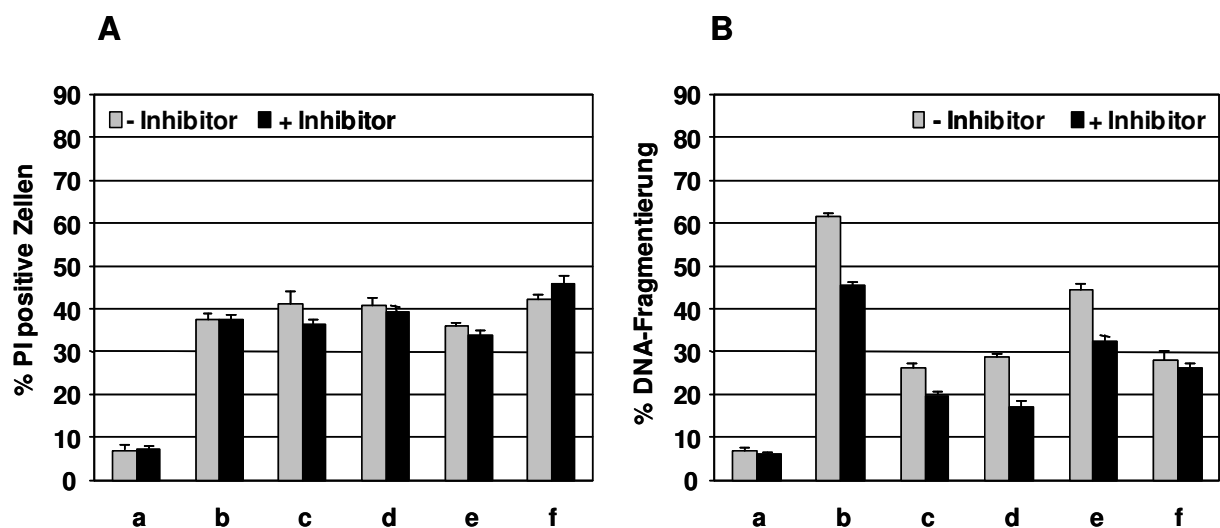 A
% PI positive Zellen
90
80
70
60
50
40
30
20
10
0
- Inhibitor + Inhibitor
a b c d e f
B
% DNA-Fragmentierung
90
80
70
60
50
40
30
20
10
0
- Inhibitor + Inhibitor
a b c d e f